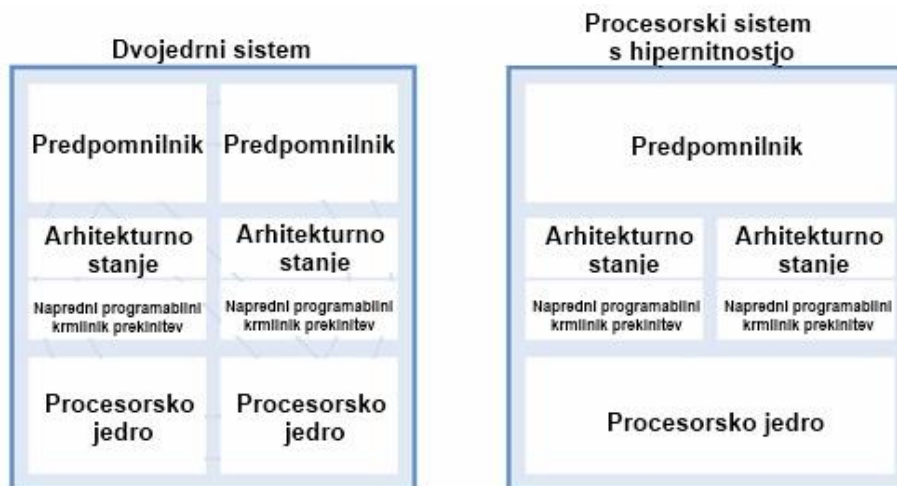 Dvojedrni sistem
Predpomnilnik
Predpomnilnik
Arhitekturno
stanje
Arhitekturno
stanje
Napredni programabilni
krmilnik prekinitev
Napredni programabilni
krmilnik prekinitev
Procesorsko
jedro
Procesorsko
jedro
Procesorski sistem
s hipernitnostjo
Predpomnilnik
Arhitekturno
stanje
Arhitekturno
stanje
Napredni programabilni
krmilnik prekinitev
Napredni programabilni
krmilnik prekinitev
Procesorsko jedro